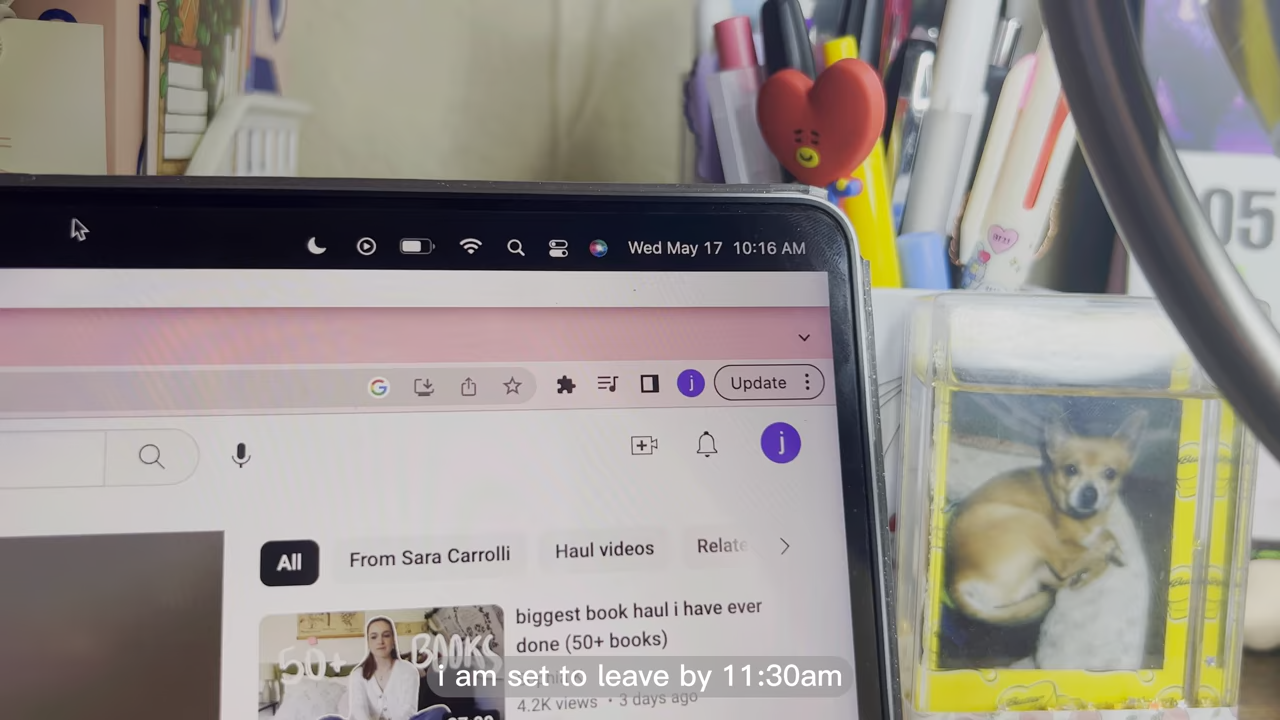 Wed May 17 10:16 AM
05
Update
j
j
All
From Sara Carrolli
Haul videos
Relate
biggest book haul i have ever
done (50+ books)
50+ BOOKS
4.2K views • 3 days ago
i am set to leave by 11:30am